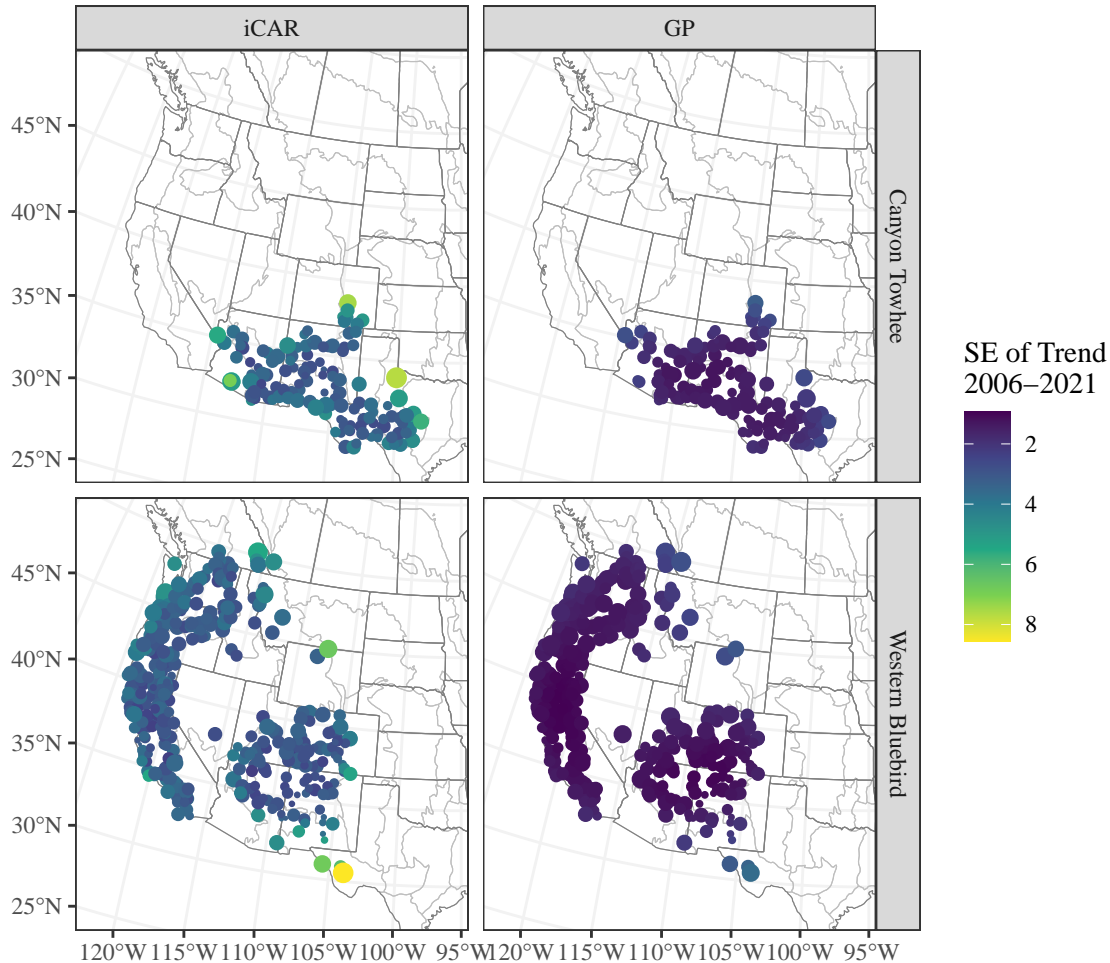 iCAR GP
45°N
40°N
35°N
30°N
25°N
Canyon Towhee
SE of Trend
2006–2021
2
4
6
8
45°N
40°N
35°N
30°N
25°N
Western Bluebird
120°W 115°W 110°W 105°W 100°W 95°W 120°W 115°W 110°W 105°W 100°W 95°W